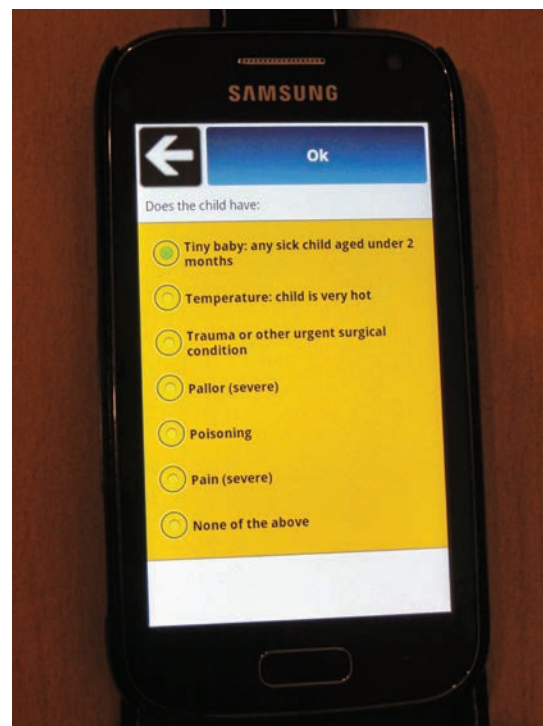 SAMSUNG
Ok
Does the child have:
Tiny baby: any sick child aged under 2
months
Temperature: child is very hot
Trauma or other urgent surgical
condition
Pallor (severe)
Poisoning
Pain (severe)
None of the above